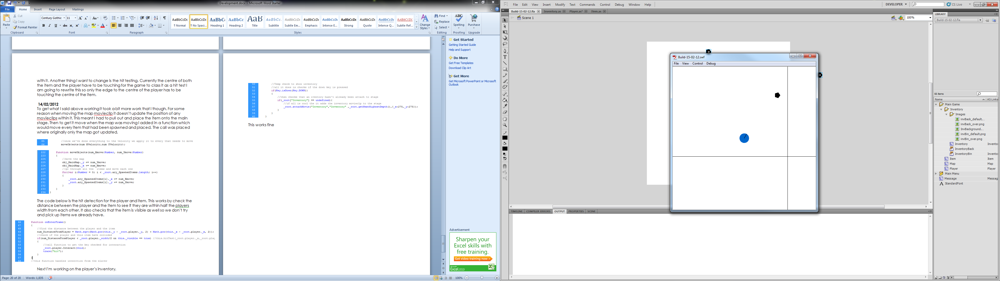 Development.docx - Microsoft Word Starter
File Home Insert Page Layout Mailings
Paste
Cut
Copy
Format Painter
Clipboard
Century Gothic 11
Font
Paragraph
AaBbCcDc AaBbCcDc AaBbCc AaBbCc AaB AaBbCc. AaBbCcDc AaBbCcDc AaBbCcDc AaBbCcDc AaBbCcDc AaBbCcDc AABBCCDC
¶ Normal ¶ No Spaci... Heading 1 Heading 2 Title Subtitle Subtle Em... Emphasis Intense E... Strong Quote Intense Q... Subtle Ref...
Styles
Change Styles
Find
Replace
Select
Editing
Spelling
Proofing
Purchase
Upgrade
with it. Another thing I want to change is the hit testing. Currently the centre of both
the item and the player have to be touching for the game to class it as a hit test I
am going to rewrite this so only the edge to the centre of the player has to be
touching the centre of the item.
14/02/2012
To get what I said above working it took a bit more work that I though. For some
reason when moving the map movieclip it doesn't update the position of any
movieclips within it. This meant I had to pull out and place the item onto the main
stage. Then to get it move when the map was moving I added in a function which
would move every item that had been spawned and placed. The call was placed
where originally only the map got updated.
85 //once we've done everything to the velocity we apply it to every that needs to move
86 moveObjects(num_XVelocity,num_YVelocity);
222 function moveObjects(num_Xmove:Number, num_Ymove:Number)
223 {
224 //move the map
225 obj_MainMap._y += num_Ymove;
226 obj_MainMap._x += num_Xmove;
227 //go through all the items and move each one
228 for(var i:Number = 0; i < _root.ary_SpawnedItems.length; i++)
229 {
230 _root.ary_SpawnedItems[i]._x += num_Xmove;
231 _root.ary_SpawnedItems[i]._y += num_Ymove;
232 }
233 }
234 }
The code below is the hit detection for the player and item. This works by check the
distance between the player and the item to see if they are within half the players
width from each other. It also checks that the item is visible as well so we don't try
and pick up items we already have.
46 function onEnterFrame()
47 {
48 //find the distance between the player and the item
49 num_DistanceFromPlayer = Math.sqrt(Math.pow(this._y - _root.player._y, 2) + Math.pow(this._x - _root.player._x, 2));
50 //check if the player and this item have collided
51 if(num_DistanceFromPlayer < _root.player._width/2 && this._visible == true) //this.hitTest(_root.player._x,_root.play
52 {
53 //call function to get the key checked for interaction
54 _root.player.Interact(this);
55 trace("hit");
56 }
57 }
58 //this function handles interction from the player
Next I'm working on the player's inventory.
50 //Temp check to show inventory
51 //all it does is checks if the down key is pressed
52 if(Key.isDown(Key.DOWN))
53 {
54 //then checks that an iventory hasn't already been attach to stage
55 if(_root["Inventory"] == undefined){
56 //if all is cool the it adds the inventory movieclp to the stage
57 _root.attachMovie("Inventory","Inventory" ,_root.getNextHighestDepth(),{_x:275,_y:275});
58 }
59 }
60 }
This works fine
Get Started
Getting Started Guide
Help and Support
Do More
Get Free Templates
Download Clip Art
Get More
Get Microsoft PowerPoint or Microsoft
Outlook
Advertisement
Sharpen your
Excel skills with
free training.
Get video training now >
Microsoft
Excel 2010
Page: 20 of 20 Words: 1,835
100%
Fl File Edit View Insert Modify Text Commands Control Debug Window Help
DEVELOPER
CS Live
Build-15-02-12.fla Inventory.as Player.as* Item.as
Scene 1
100%
Build-15-02-12.swf
File View Control Debug
TIMELINE COMPILER ERRORS OUTPUT PROPERTIES SCENE
LIBRARY
Build-15-02-12.fla
66 items
Name AS Linka
Main Game
Inventory
Images
invBack_default....
invBack_over.png
InvBackground....
invBin_default.png
invBin_over.png
Inventory Invento
InventoryBack
InventoryBin Invento
Item Item
Map Map
Player Player
Main Menu
Message Messag
StandardFont